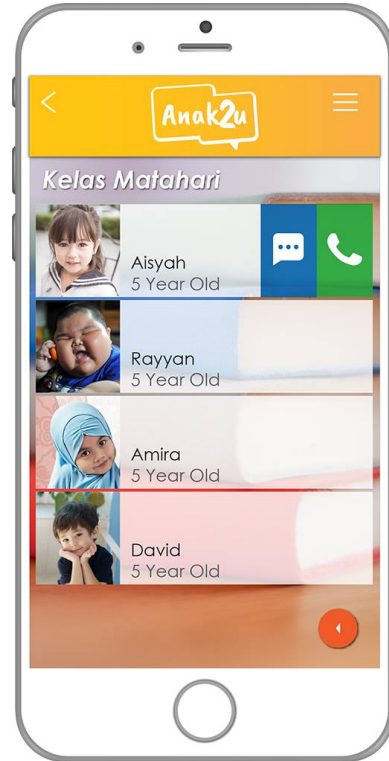 Anak2u
Kelas Matahari
Aisyah
5 Year Old
Rayyan
5 Year Old
Amira
5 Year Old
David
5 Year Old